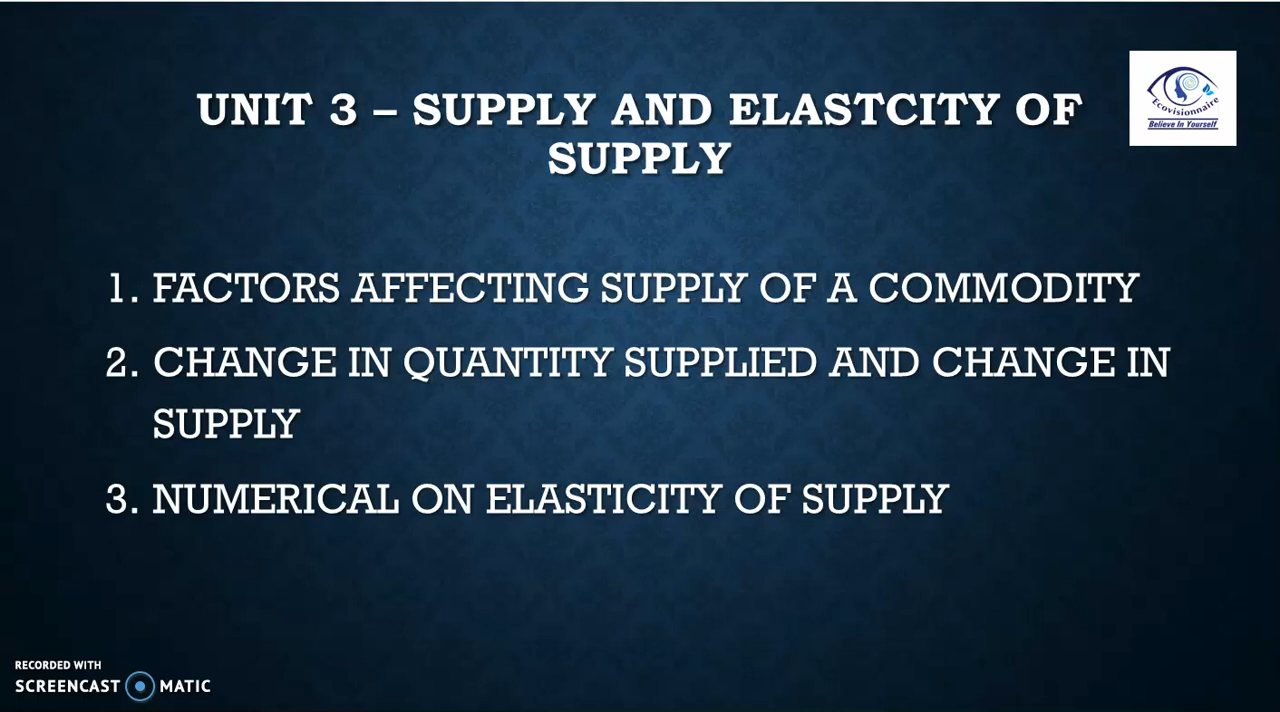 UNIT 3 – SUPPLY AND ELASTCITY OF
SUPPLY
Ecovisionnaire
Believe In Yourself
1. FACTORS AFFECTING SUPPLY OF A COMMODITY
2. CHANGE IN QUANTITY SUPPLIED AND CHANGE IN
SUPPLY
3. NUMERICAL ON ELASTICITY OF SUPPLY
RECORDED WITH
SCREENCAST MATIC